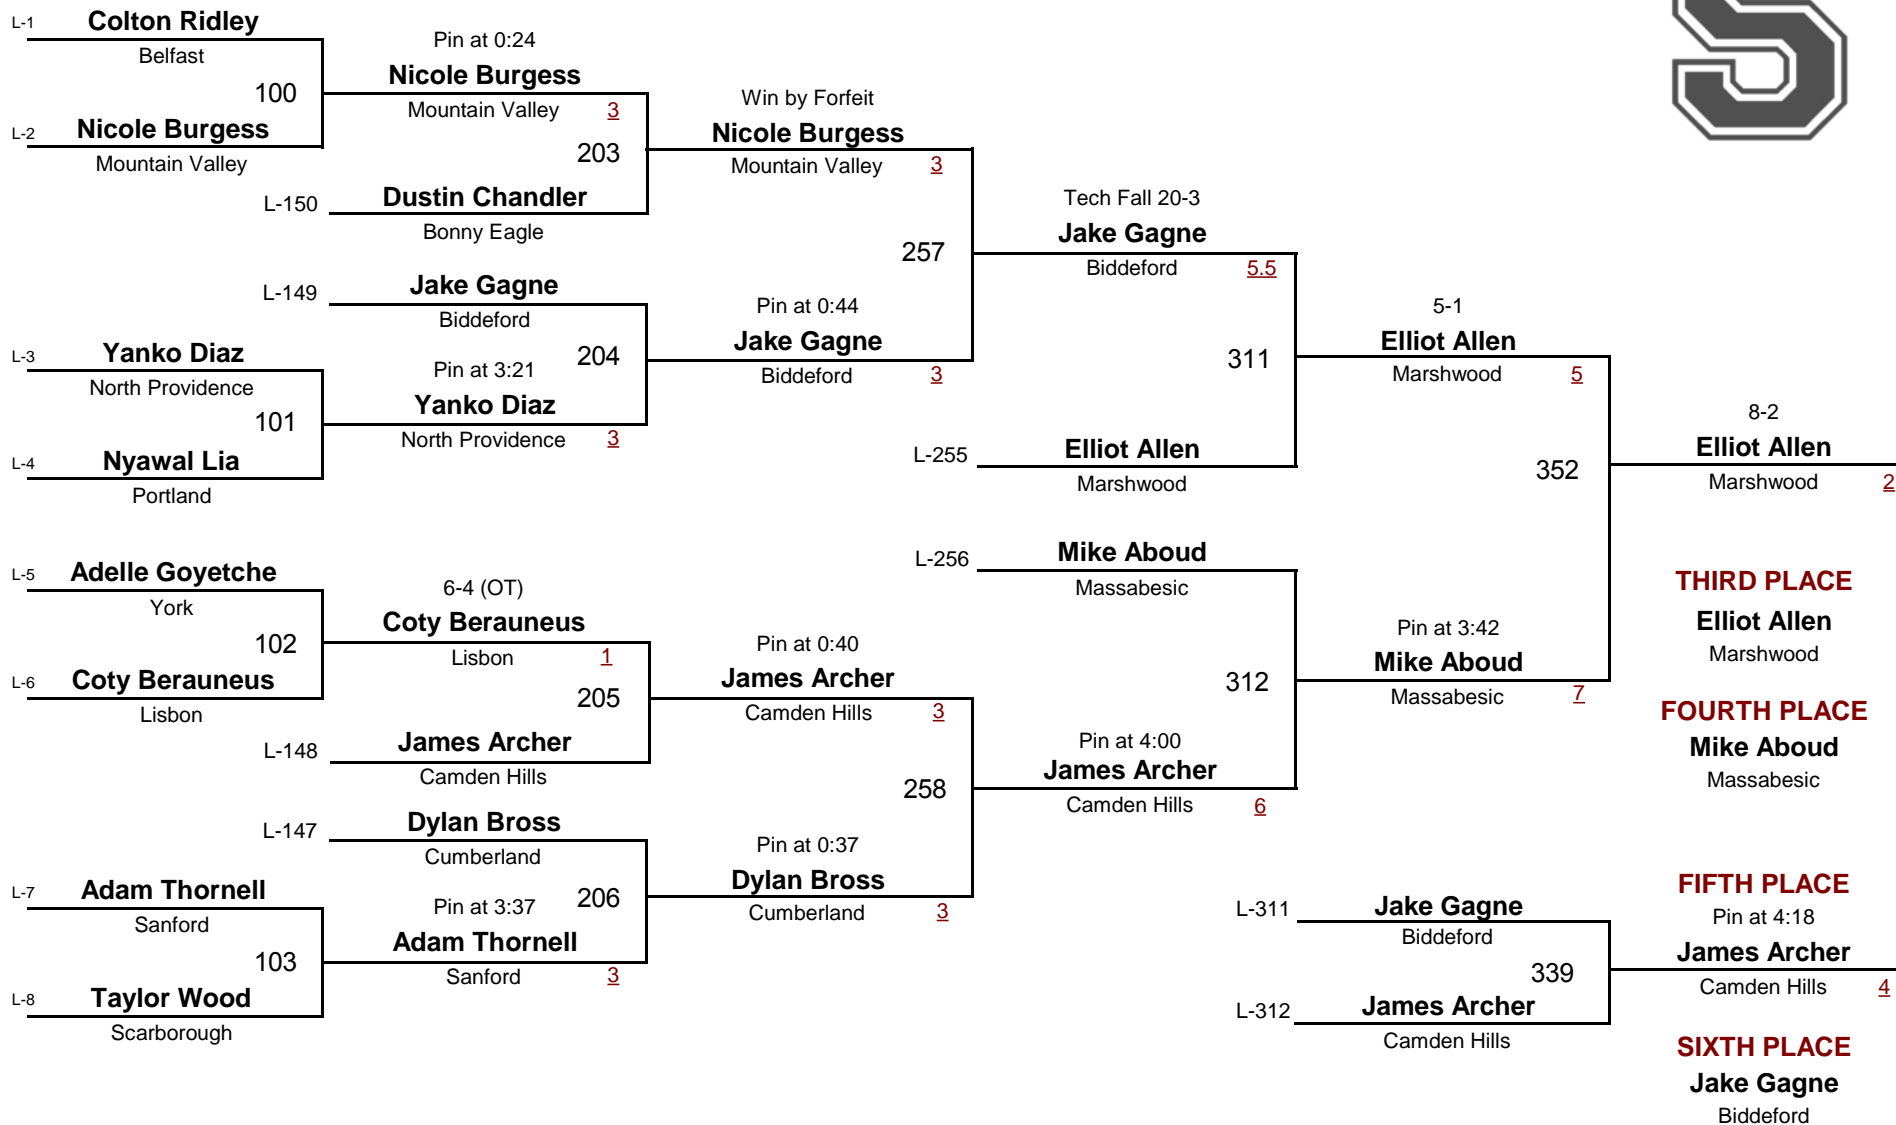 L-1 Colton Ridley
Belfast
100
L-2 Nicole Burgess
Mountain Valley
Pin at 0:24
Nicole Burgess
Mountain Valley 3
203
L-150 Dustin Chandler
Bonny Eagle
Win by Forfeit
Nicole Burgess
Mountain Valley 3
257
L-149 Jake Gagne
Biddeford
204
L-3 Yanko Diaz
North Providence
101
L-4 Nyawal Lia
Portland
Pin at 3:21
Yanko Diaz
North Providence 3
Pin at 0:44
Jake Gagne
Biddeford 3
Tech Fall 20-3
Jake Gagne
Biddeford 5.5
311
L-255 Elliot Allen
Marshwood
5-1
Elliot Allen
Marshwood 5
352
8-2
Elliot Allen
Marshwood 2
L-5 Adelle Goyetche
York
102
L-6 Coty Berauneus
Lisbon
6-4 (OT)
Coty Berauneus
Lisbon 1
205
L-148 James Archer
Camden Hills
Pin at 0:40
James Archer
Camden Hills 3
258
L-147 Dylan Bross
Cumberland
206
L-7 Adam Thornell
Sanford
103
L-8 Taylor Wood
Scarborough
Pin at 3:37
Adam Thornell
Sanford 3
Pin at 0:37
Dylan Bross
Cumberland 3
L-256 Mike Aboud
Massabesic
312
Pin at 4:00
James Archer
Camden Hills 6
Pin at 3:42
Mike Aboud
Massabesic 7
THIRD PLACE
Elliot Allen
Marshwood
FOURTH PLACE
Mike Aboud
Massabesic
L-311 Jake Gagne
Biddeford
339
L-312 James Archer
Camden Hills
FIFTH PLACE
Pin at 4:18
James Archer
Camden Hills 4
SIXTH PLACE
Jake Gagne
Biddeford
S